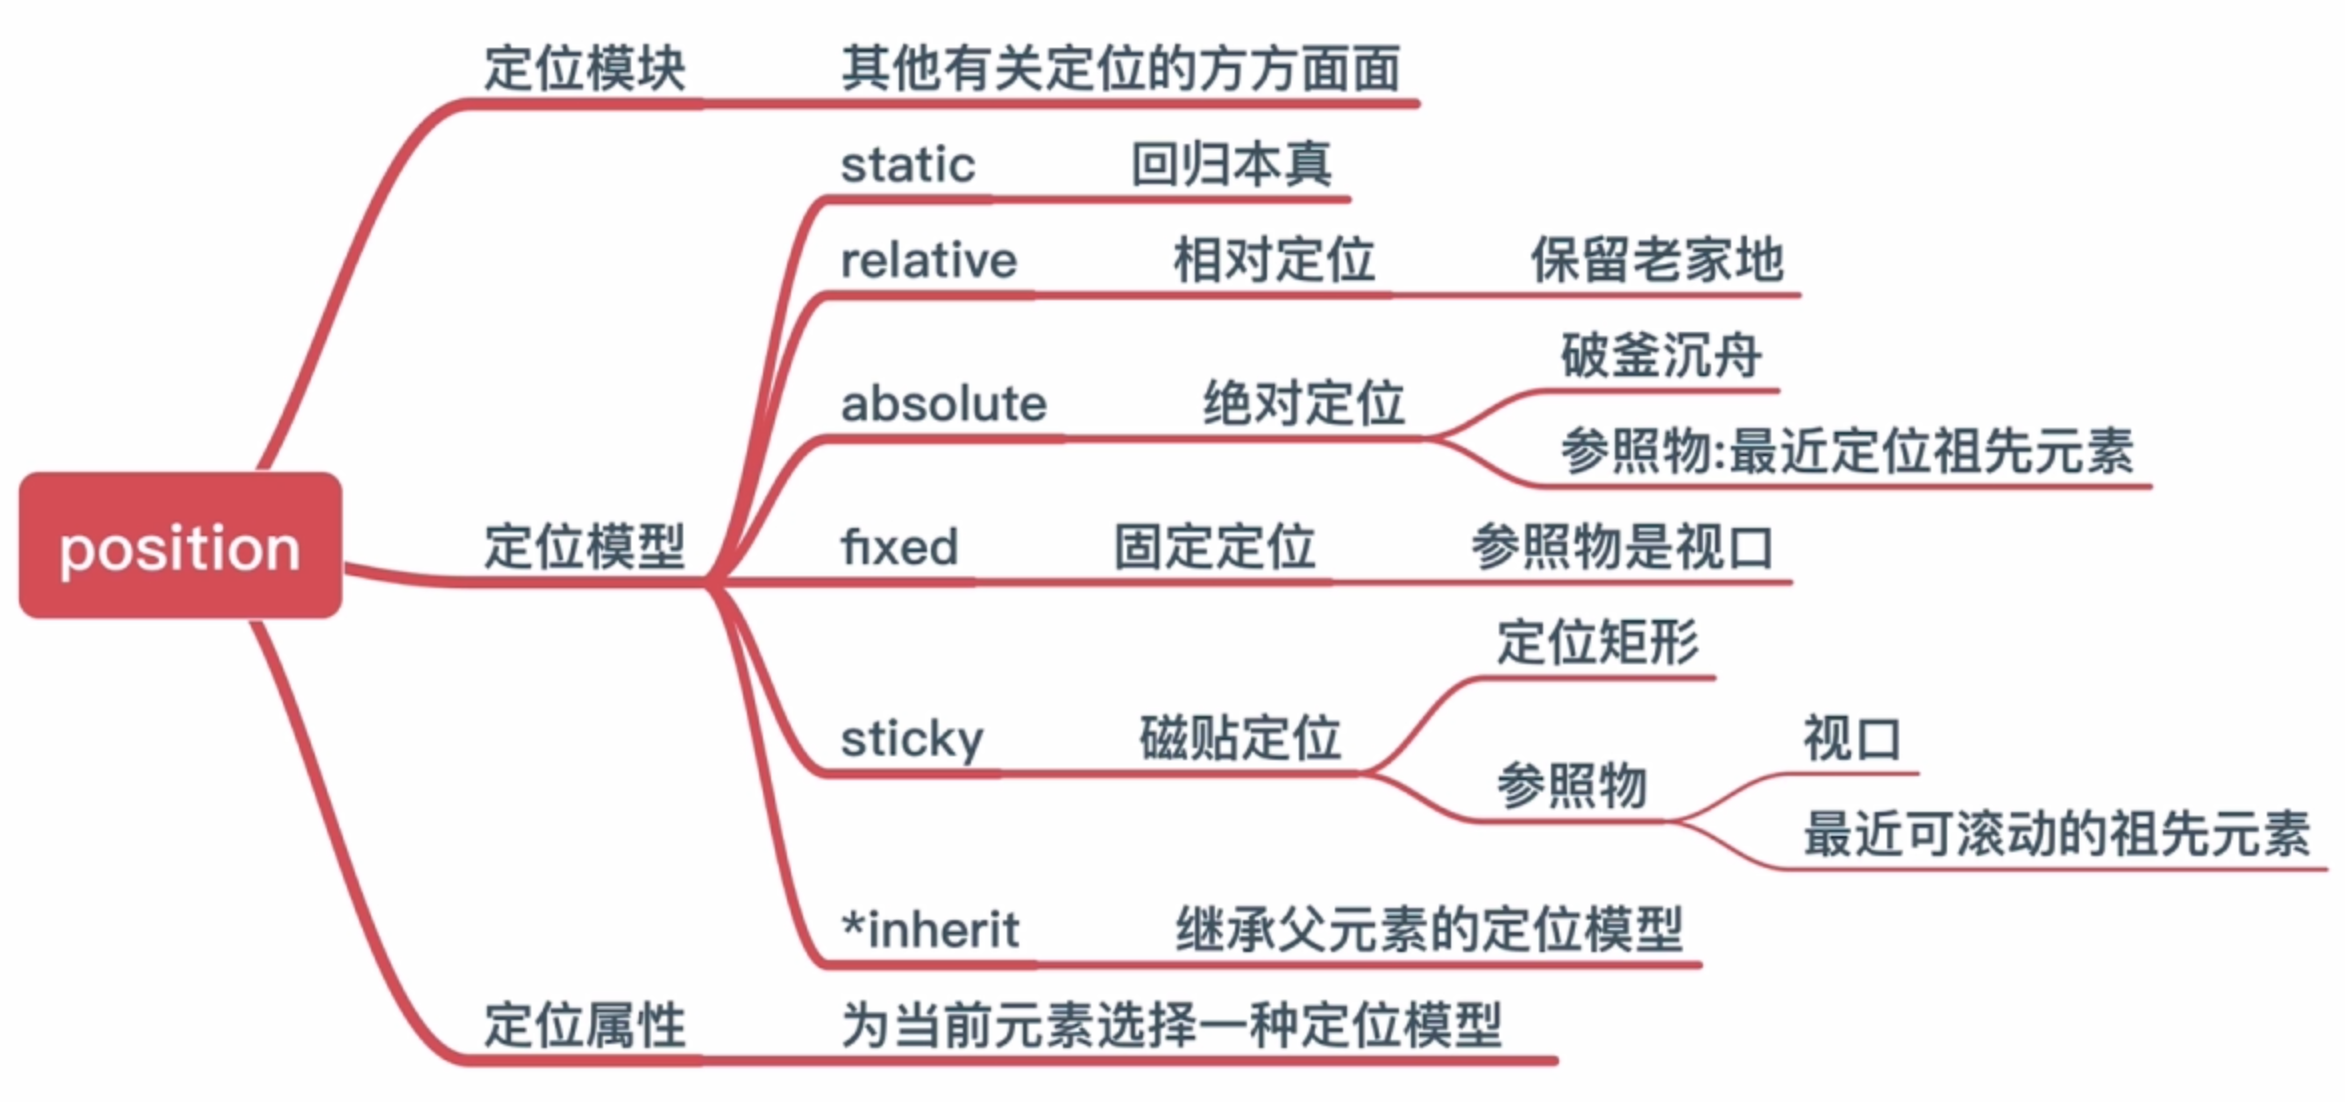 定位模块 其他有关定位的方方面面
static 回归本真
relative 相对定位 保留老家地
破釜沉舟
absolute 绝对定位
参照物:最近定位祖先元素
position
定位模型 fixed 固定定位 参照物是视口
定位矩形
sticky 磁贴定位 视口
参照物
最近可滚动的祖先元素
*inherit 继承父元素的定位模型
定位属性 为当前元素选择一种定位模型